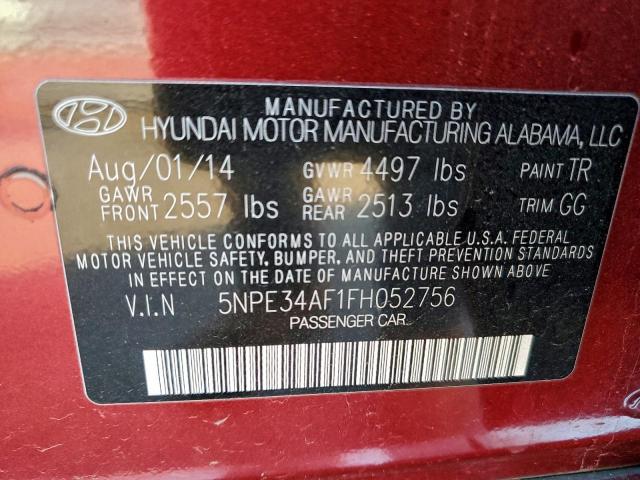 MANUFACTURED BY
HYUNDAI MOTOR MANUFACTURING ALABAMA, LLC
Aug/01/14 GVWR 4497 lbs PAINT TR
GAWR FRONT 2557 lbs GAWR REAR 2513 lbs TRIM GG
THIS VEHICLE CONFORMS TO ALL APPLICABLE U.S.A. FEDERAL
MOTOR VEHICLE SAFETY, BUMPER, AND THEFT PREVENTION STANDARDS
IN EFFECT ON THE DATE OF MANUFACTURE SHOWN ABOVE
V.I.N 5NPE34AF1FH052756
PASSENGER CAR